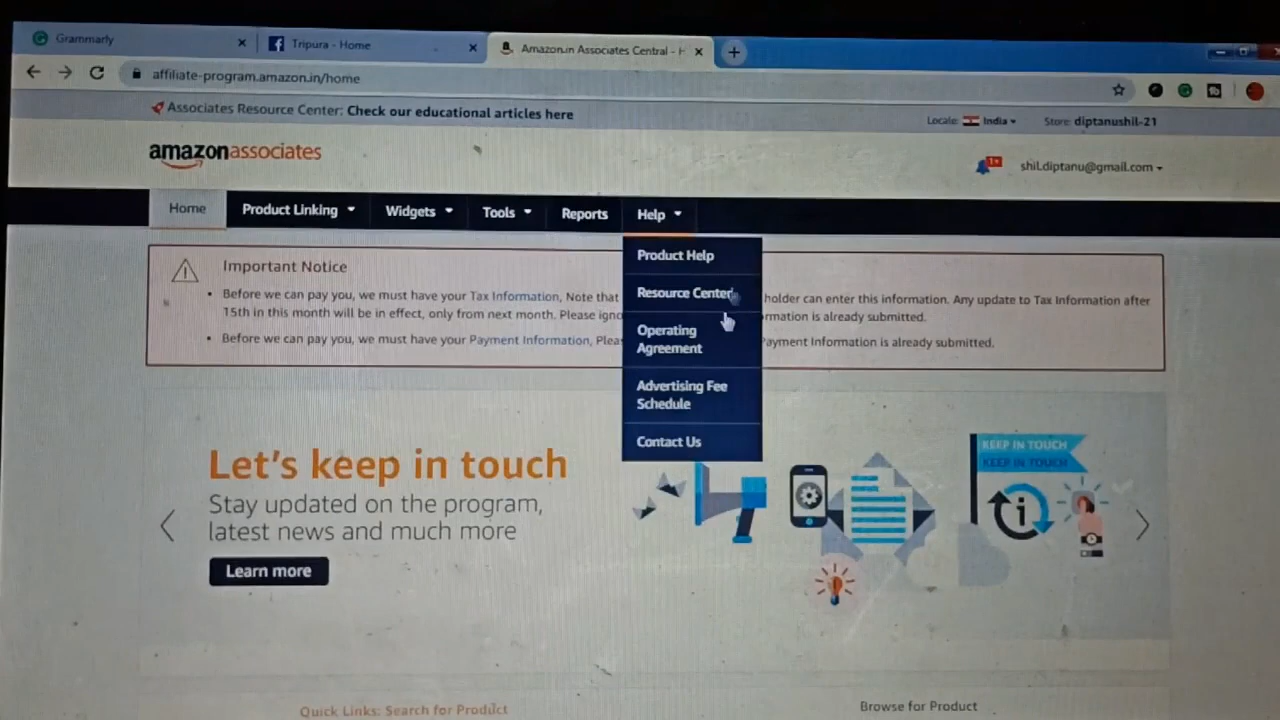 Grammarly
Tripura - Home
Amazon.in Associates Central - H
affiliate-program.amazon.in/home
Associates Resource Center: Check our educational articles here
Locale: India
Store: diptanushil-21
amazonassociates
1+
shil.diptanu@gmail.com
Home
Product Linking
Widgets
Tools
Reports
Help
Product Help
Resource Center
Operating
Agreement
Advertising Fee
Schedule
Contact Us
Important Notice
Before we can pay you, we must have your Tax Information, Note that holder can enter this information. Any update to Tax Information after
15th in this month will be in effect, only from next month. Please igno rmation is already submitted.
Before we can pay you, we must have your Payment Information, Pleas ayment Information is already submitted.
Let's keep in touch
Stay updated on the program,
latest news and much more
Learn more
KEEP IN TOUCH
KEEP IN TOUCH
i
Quick Links: Search for Product
Browse for Product